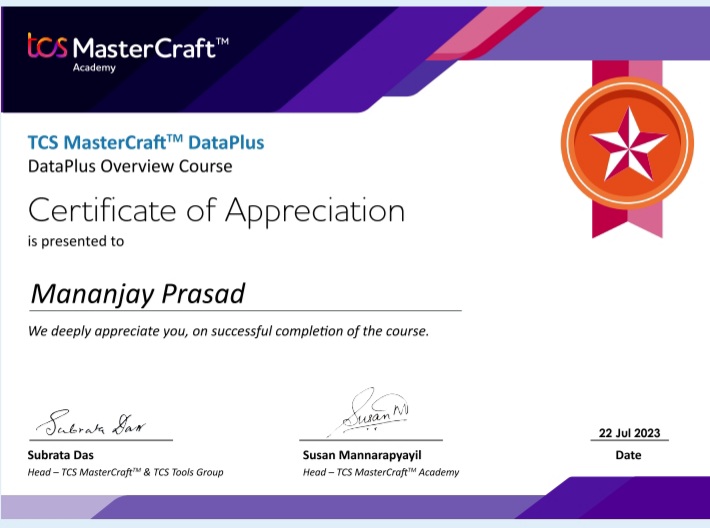 tcs MasterCraft™
Academy
TCS MasterCraft™ DataPlus
DataPlus Overview Course
Certificate of Appreciation
is presented to
Mananjay Prasad
We deeply appreciate you, on successful completion of the course.
Subrata Das
Susan M
22 Jul 2023
Subrata Das
Susan Mannarapyayil
Date
Head – TCS MasterCraft™ & TCS Tools Group
Head – TCS MasterCraft™ Academy